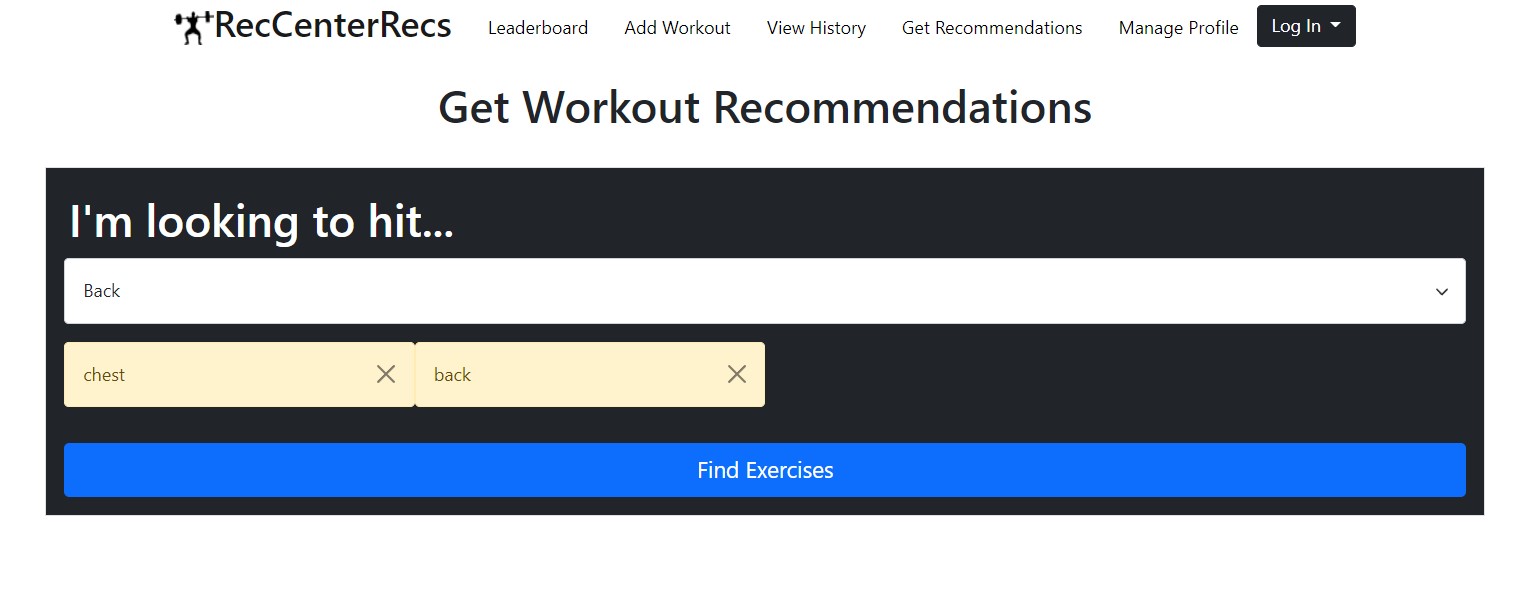 RecCenterRecs Leaderboard Add Workout View History Get Recommendations Manage Profile Log In
Get Workout Recommendations
I'm looking to hit...
Back
chest back
Find Exercises